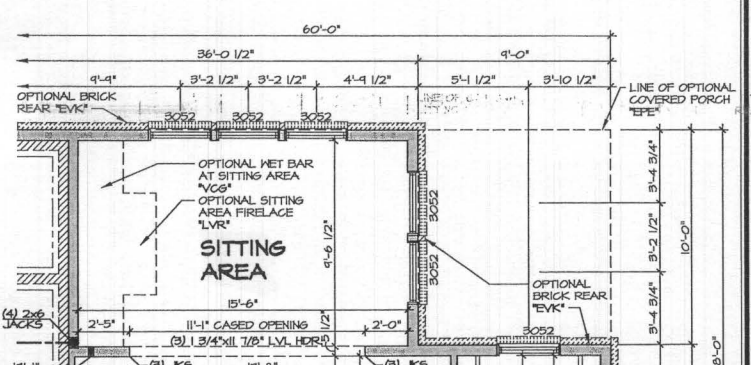 60'-0"
36'-0 1/2"
9'-0"
9'-9"
3'-2 1/2"
3'-2 1/2"
4'-9 1/2"
5'-1 1/2"
3'-10 1/2"
OPTIONAL BRICK
REAR "EVK"
LINE OF OPTIONAL
COVERED PORCH
"EPE"
3052
3052
3052
OPTIONAL WET BAR
AT SITTING AREA
"VCG"
OPTIONAL SITTING
AREA FIRELACE
"LVR"
SITTING
AREA
9'-6 1/2"
3052
3052
3'-4 3/4"
3'-2 1/2"
3'-4 3/4"
10'-0"
OPTIONAL
BRICK REAR
"EVK"
15'-6"
(4) 2x6
JACKS
2'-5"
11'-1" CASED OPENING
2'-0"
(3) 1 3/4"x11 7/8" LVL HDR
3052